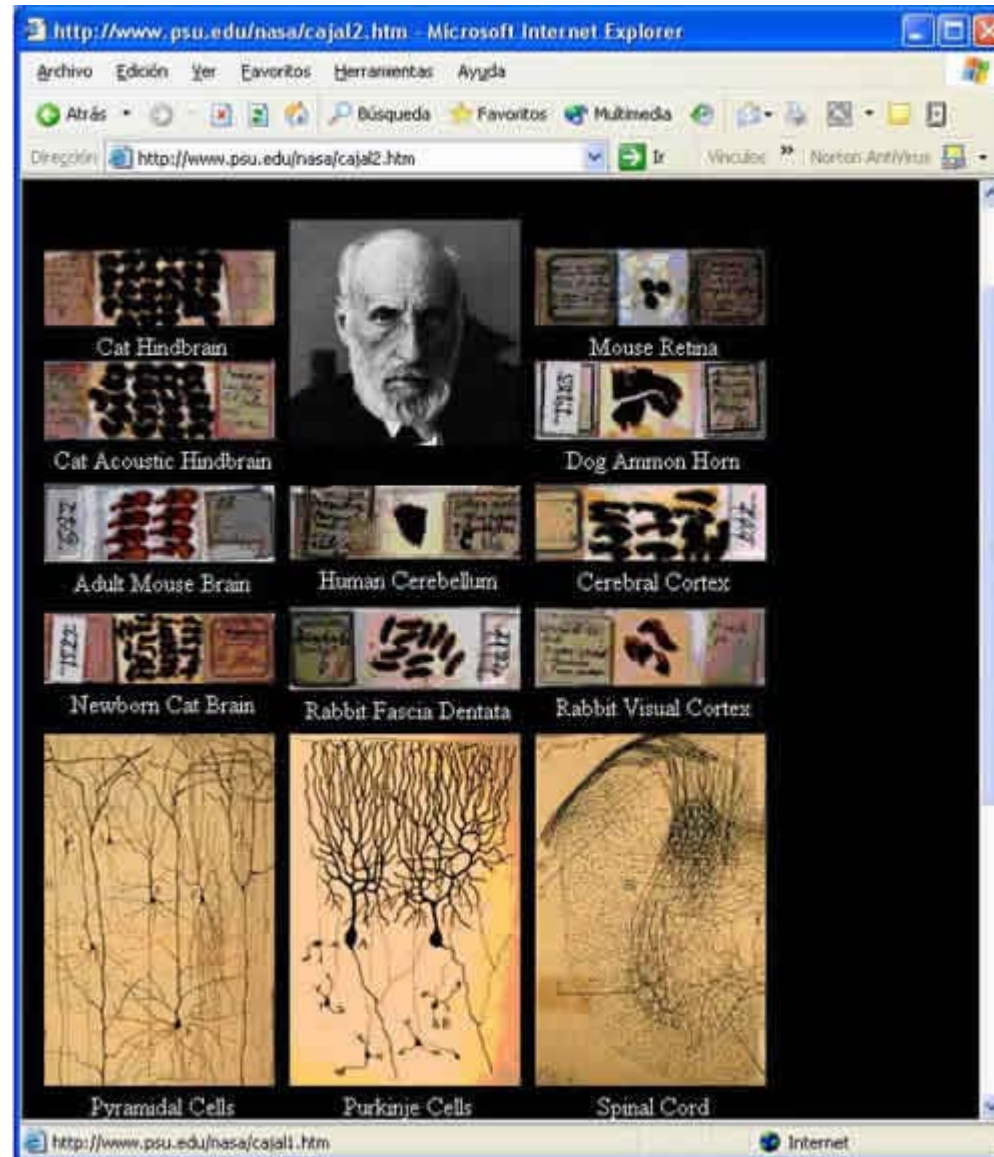 http://www.psu.edu/nasa/cajal2.htm - Microsoft Internet Explorer
Archivo Edición Ver Favoritos Herramientas Ayuda
Atrás Búsqueda Favoritos Multimedia
Dirección http://www.psu.edu/nasa/cajal2.htm Ir Vínculos » Norton AntiVirus
Cat Hindbrain Mouse Retina
Cat Acoustic Hindbrain Dog Ammon Horn
Adult Mouse Brain Human Cerebellum Cerebral Cortex
Newborn Cat Brain Rabbit Fascia Dentata Rabbit Visual Cortex
A
B
Pyramidal Cells Purkinje Cells Spinal Cord
http://www.psu.edu/nasa/cajal1.htm Internet